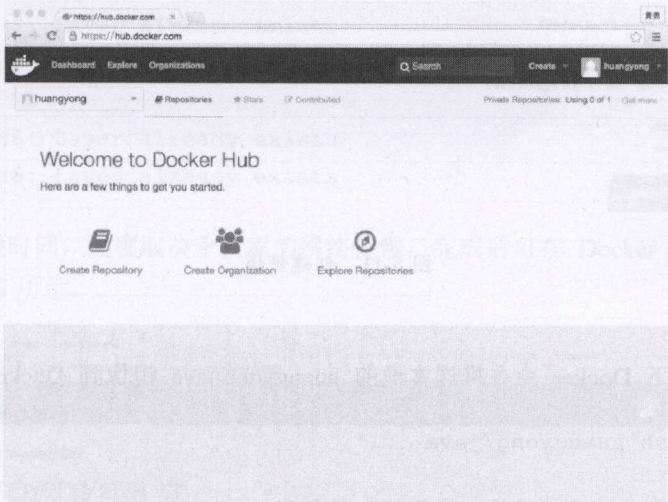 https://hub.docker.com
黄勇
https://hub.docker.com
Dashboard Explore Organizations Search Create huangyong
huangyong Repositories Stars Contributed Private Repositories: Using 0 of 1 Get more
Welcome to Docker Hub
Here are a few things to get you started.
Create Repository Create Organization Explore Repositories